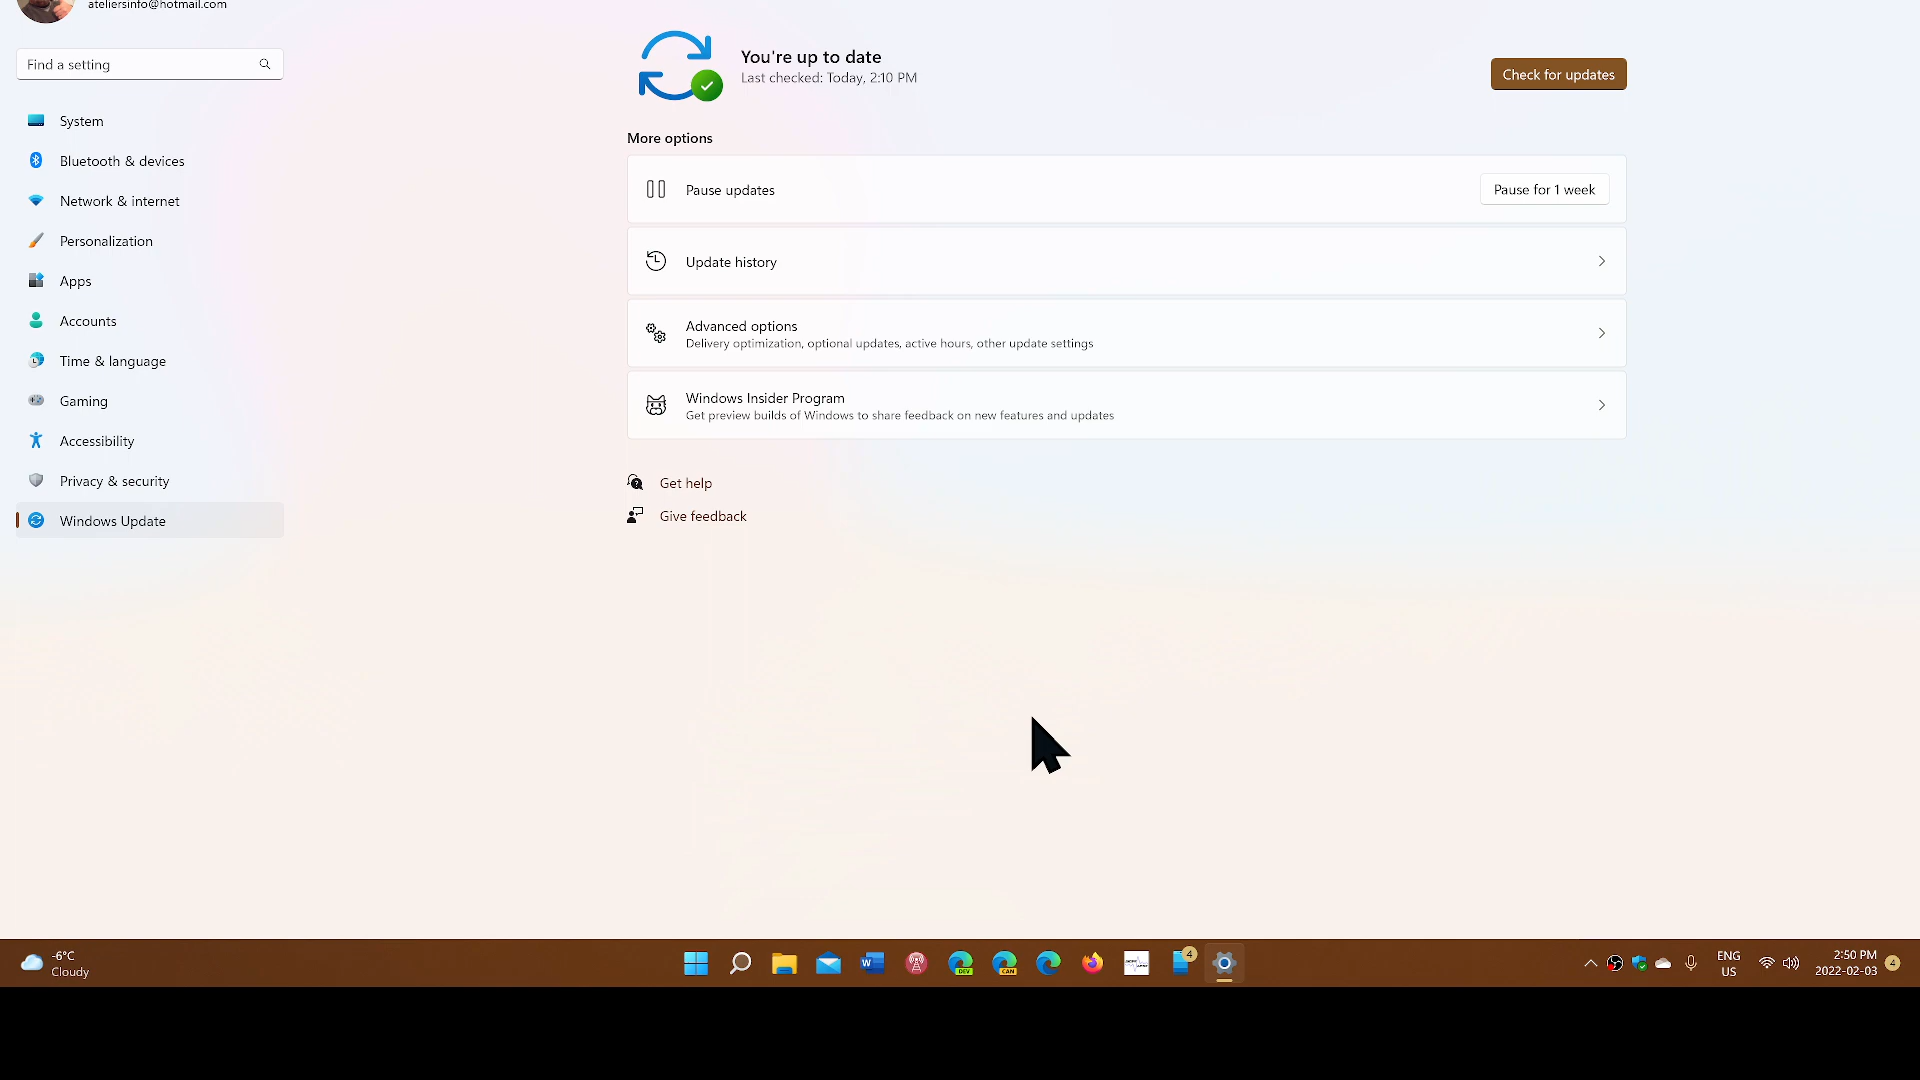 ateliersinfo@hotmail.com
Find a setting
System
Bluetooth & devices
Network & internet
Personalization
Apps
Accounts
Time & language
Gaming
Accessibility
Privacy & security
Windows Update
You're up to date
Last checked: Today, 2:10 PM
Check for updates
More options
Pause updates
Pause for 1 week
Update history
Advanced options
Delivery optimization, optional updates, active hours, other update settings
Windows Insider Program
Get preview builds of Windows to share feedback on new features and updates
Get help
Give feedback
-6°C
Cloudy
W
DEV
CAN
4
ENG
US
2:50 PM
2022-02-03
4